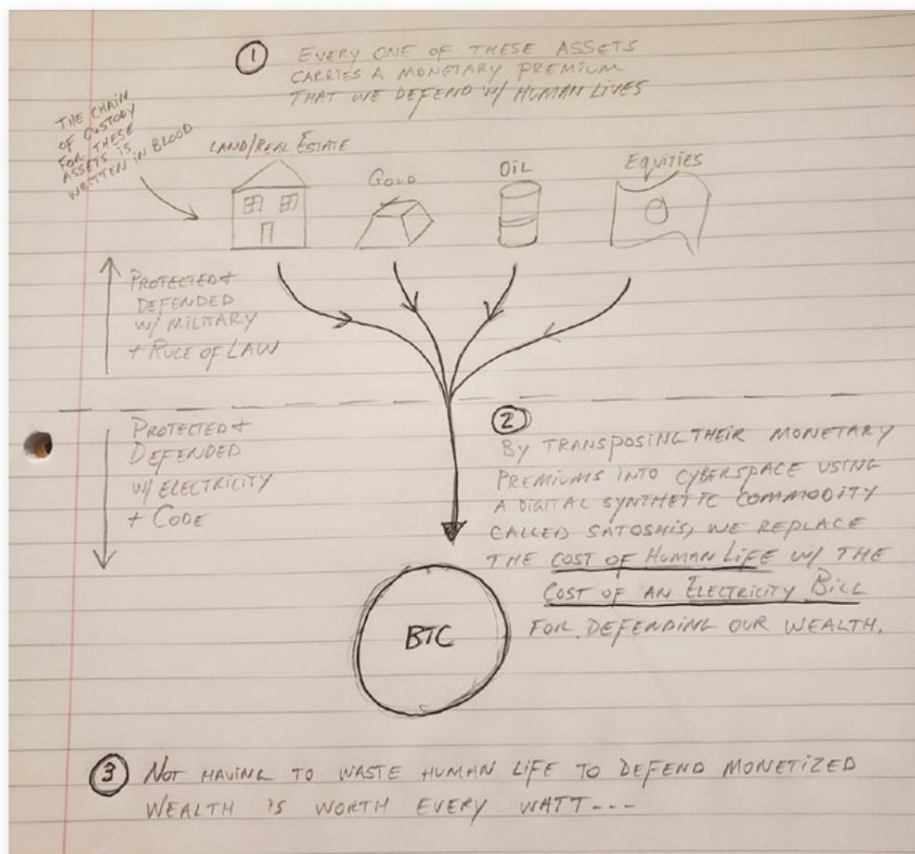 1 EVERY ONE OF THESE ASSETS
CARRIES A MONETARY PREMIUM
THAT WE DEFEND W/ HUMAN LIVES
THE CHAIN
OF CUSTODY
FOR THESE
ASSETS IS
WRITTEN IN BLOOD
LAND/REAL ESTATE
GOLD
OIL
EQUITIES
PROTECTED +
DEFENDED
W/ MILITARY
+ RULE OF LAW
PROTECTED +
DEFENDED
W/ ELECTRICITY
+ CODE
2
BY TRANSPOSING THEIR MONETARY
PREMIUMS INTO CYBERSPACE USING
A DIGITAL SYNTHETIC COMMODITY
CALLED SATOSHIS, WE REPLACE
THE COST OF HUMAN LIFE W/ THE
COST OF AN ELECTRICITY BILL
FOR DEFENDING OUR WEALTH.
BTC
3 NOT HAVING TO WASTE HUMAN LIFE TO DEFEND MONETIZED
WEALTH IS WORTH EVERY WATT---